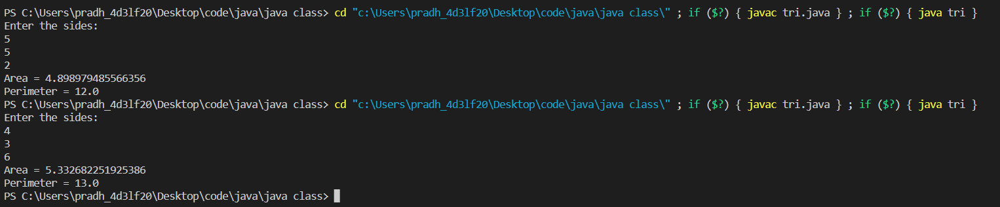 PS C:\Users\pradh_4d3lf20\Desktop\code\java\java class> cd "c:\Users\pradh_4d3lf20\Desktop\code\java\java class\" ; if ($?) { javac tri.java } ; if ($?) { java tri }
Enter the sides:
5
5
2
Area = 4.898979485566356
Perimeter = 12.0
PS C:\Users\pradh_4d3lf20\Desktop\code\java\java class> cd "c:\Users\pradh_4d3lf20\Desktop\code\java\java class\" ; if ($?) { javac tri.java } ; if ($?) { java tri }
Enter the sides:
4
3
6
Area = 5.332682251925386
Perimeter = 13.0
PS C:\Users\pradh_4d3lf20\Desktop\code\java\java class>